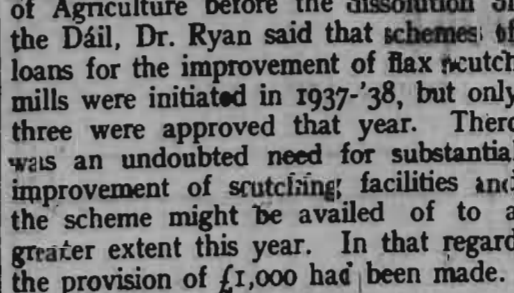 of Agriculture before the dissolution of
the Dáil, Dr. Ryan said that schemes of
loans for the improvement of flax scutch
mills were initiated in 1937-'38, but only
three were approved that year. There
was an undoubted need for substantial
improvement of scutching facilities and
the scheme might be availed of to a
greater extent this year. In that regard
the provision of £1,000 had been made.